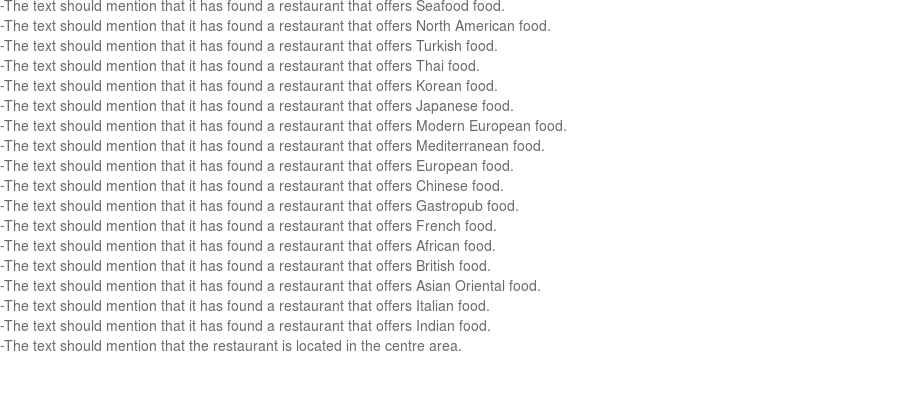 -The text should mention that it has found a restaurant that offers Seafood food.
-The text should mention that it has found a restaurant that offers North American food.
-The text should mention that it has found a restaurant that offers Turkish food.
-The text should mention that it has found a restaurant that offers Thai food.
-The text should mention that it has found a restaurant that offers Korean food.
-The text should mention that it has found a restaurant that offers Japanese food.
-The text should mention that it has found a restaurant that offers Modern European food.
-The text should mention that it has found a restaurant that offers Mediterranean food.
-The text should mention that it has found a restaurant that offers European food.
-The text should mention that it has found a restaurant that offers Chinese food.
-The text should mention that it has found a restaurant that offers Gastropub food.
-The text should mention that it has found a restaurant that offers French food.
-The text should mention that it has found a restaurant that offers African food.
-The text should mention that it has found a restaurant that offers British food.
-The text should mention that it has found a restaurant that offers Asian Oriental food.
-The text should mention that it has found a restaurant that offers Italian food.
-The text should mention that it has found a restaurant that offers Indian food.
-The text should mention that the restaurant is located in the centre area.